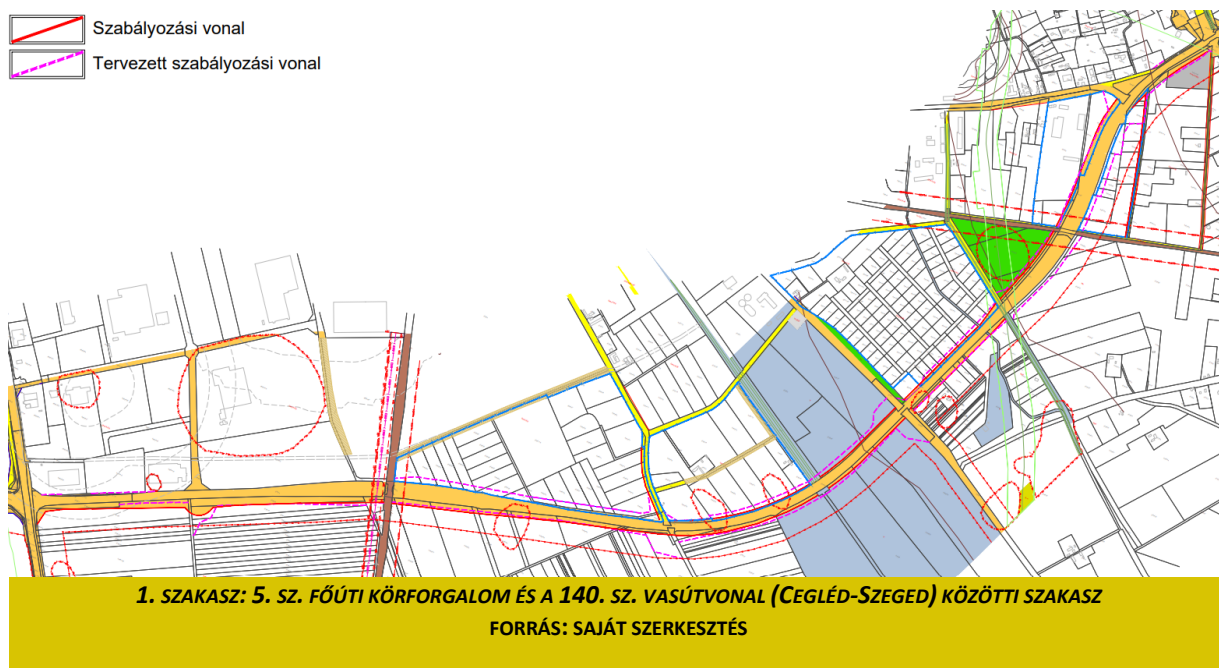 Szabályozási vonal
Tervezett szabályozási vonal
1. SZAKASZ: 5. SZ. FŐÚTI KÖRFORGALOM ÉS A 140. SZ. VASÚTVONAL (CEGLÉD-SZEGED) KÖZÖTTI SZAKASZ
FORRÁS: SAJÁT SZERKESZTÉS